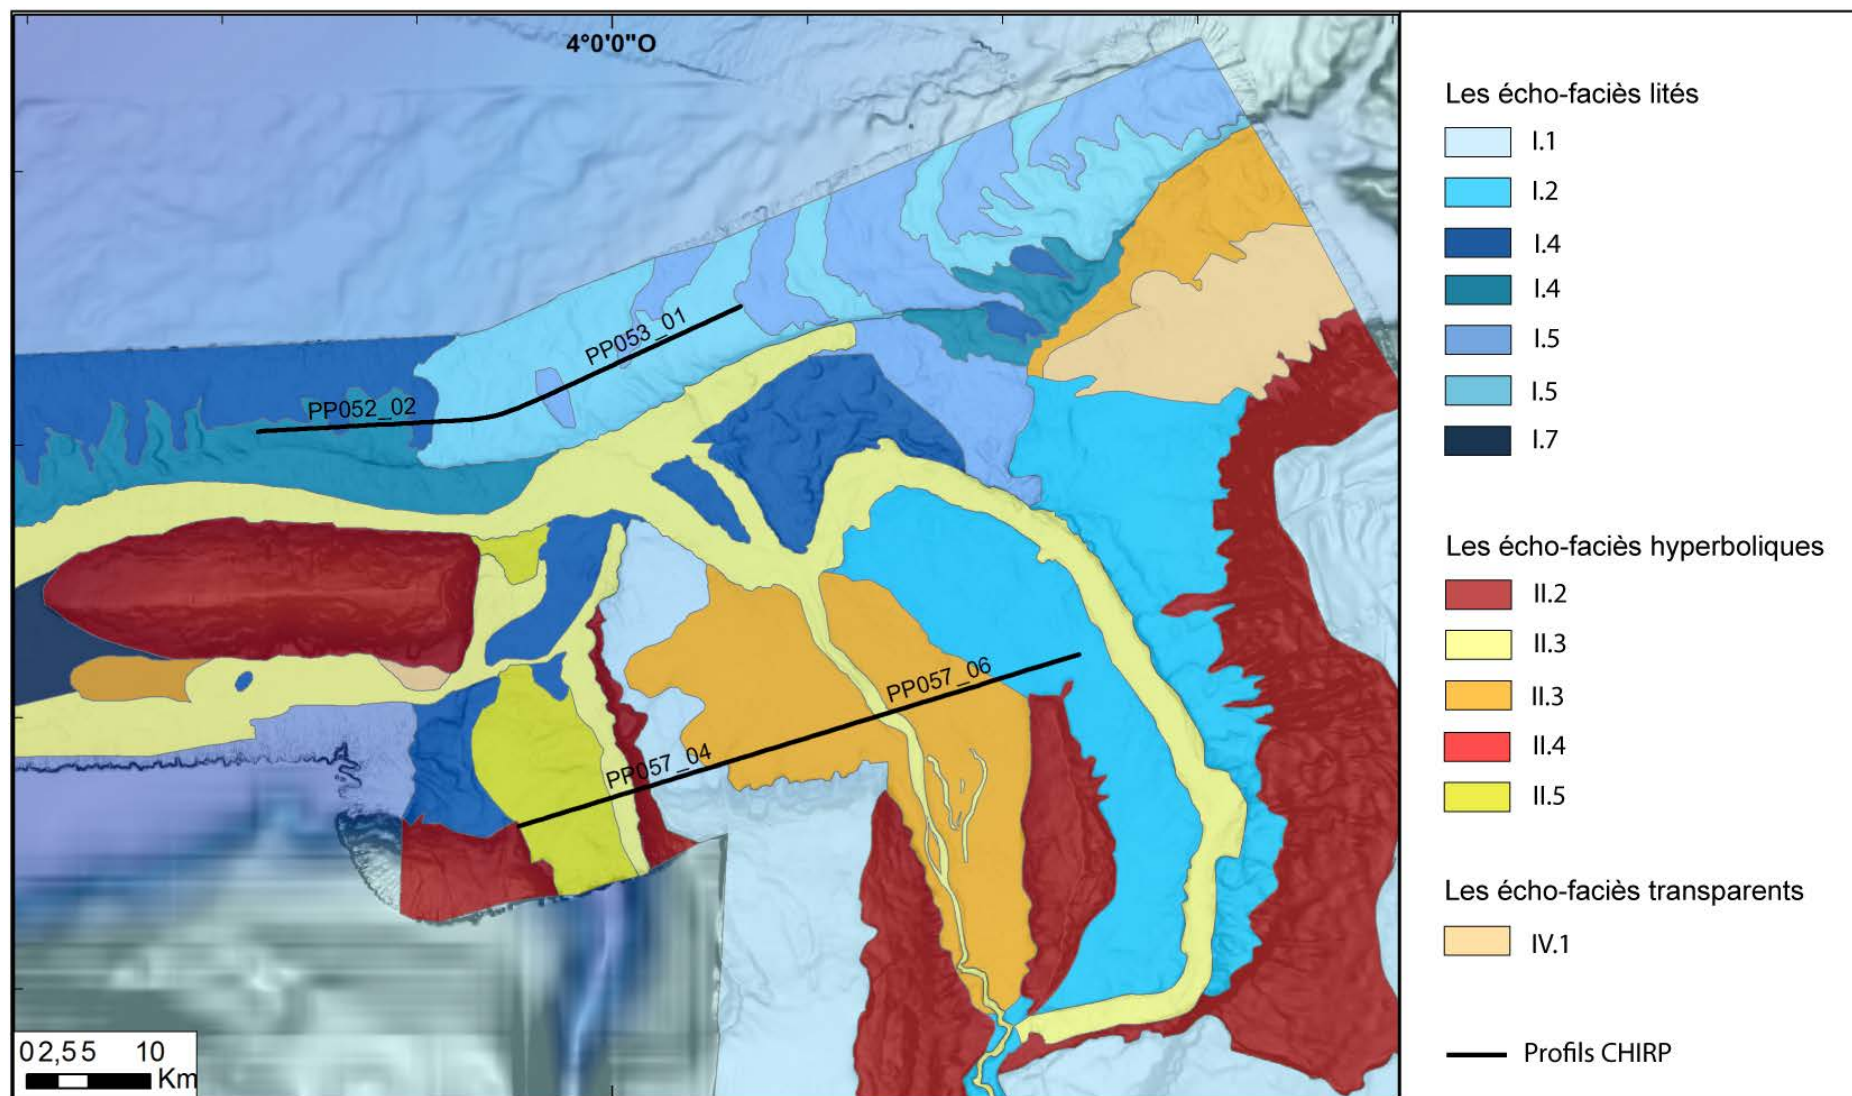 4°0'0"O
PP053_01
PP052_02
PP057_06
PP057_04
0 2,5 5 10
Km
Les écho-faciès lités
I.1
I.2
I.4
I.4
I.5
I.5
I.7
Les écho-faciès hyperboliques
II.2
II.3
II.3
II.4
II.5
Les écho-faciès transparents
IV.1
Profils CHIRP